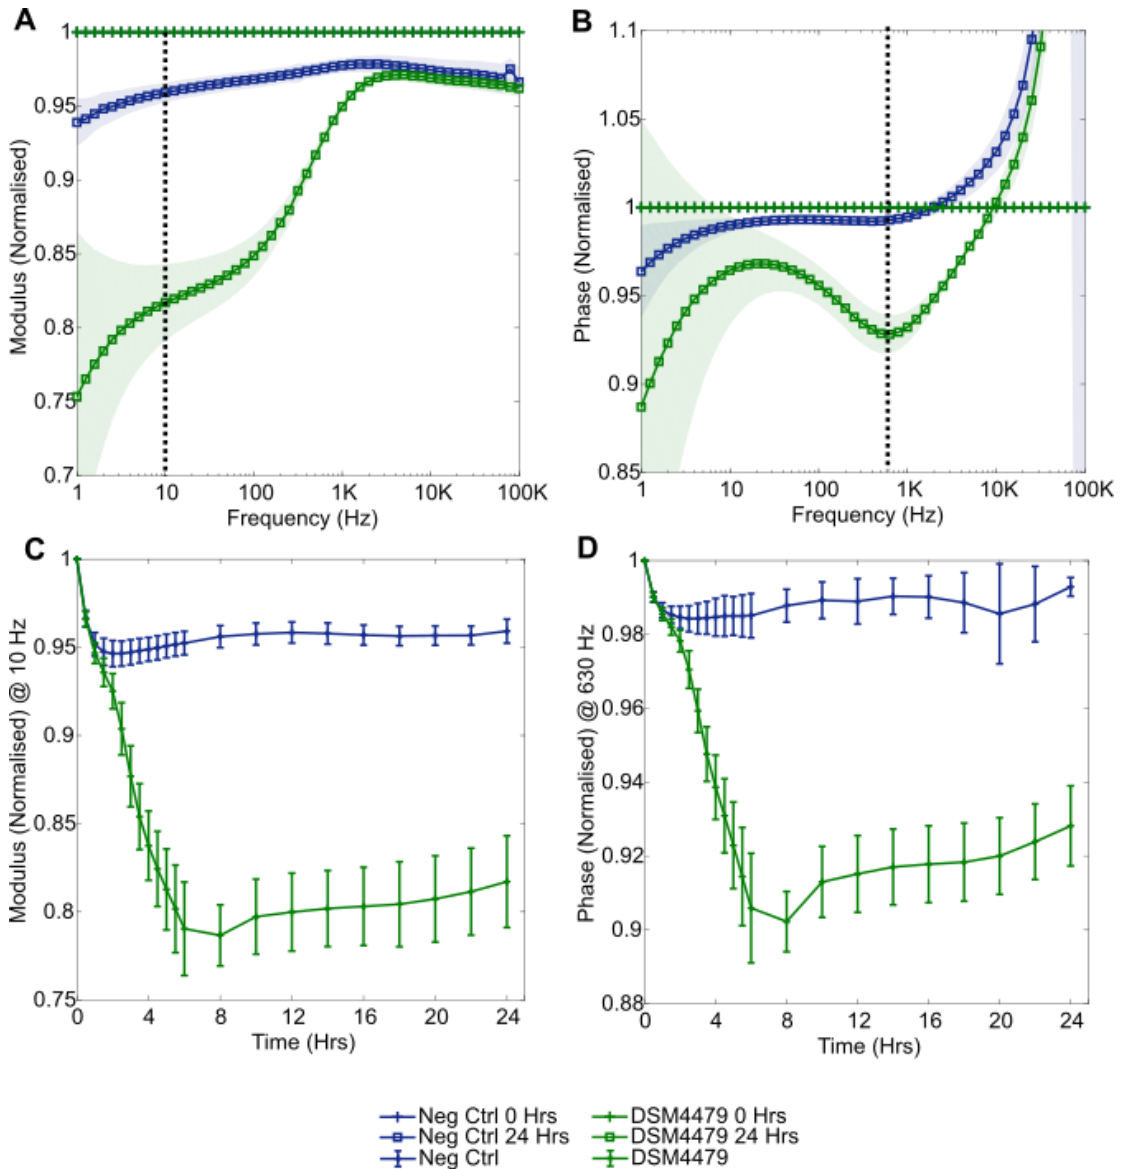 A
1
0.95
0.9
0.85
0.8
0.75
0.7
Modulus (Normalised)
1 10 100 1K 10K 100K
Frequency (Hz)
B
1.1
1.05
1
0.95
0.9
0.85
Phase (Normalised)
1 10 100 1K 10K 100K
Frequency (Hz)
C
1
0.95
0.9
0.85
0.8
0.75
Modulus (Normalised) @ 10 Hz
0 4 8 12 16 20 24
Time (Hrs)
D
1
0.98
0.96
0.94
0.92
0.9
0.88
Phase (Normalised) @ 630 Hz
0 4 8 12 16 20 24
Time (Hrs)
Neg Ctrl 0 Hrs
Neg Ctrl 24 Hrs
Neg Ctrl
DSM4479 0 Hrs
DSM4479 24 Hrs
DSM4479